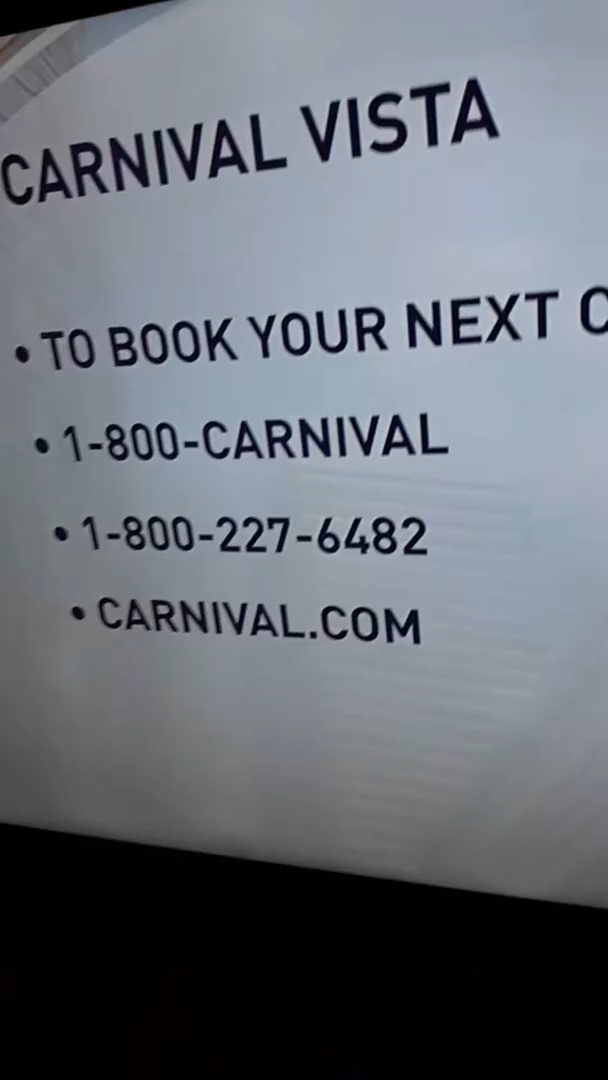 CARNIVAL VISTA
• TO BOOK YOUR NEXT
• 1-800-CARNIVAL
• 1-800-227-6482
• CARNIVAL.COM